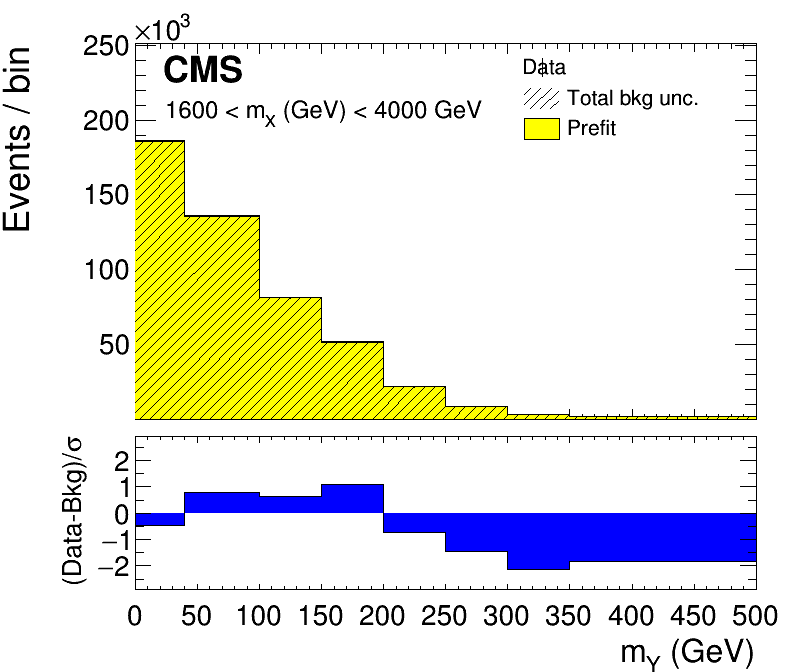 ×10³
250
200
150
100
50
Events / bin
CMS
1600 < m_X (GeV) < 4000 GeV
Data
Total bkg unc.
Prefit
(Data-Bkg)/σ
2
1
0
−1
−2
0 50 100 150 200 250 300 350 400 450 500
m_Y (GeV)